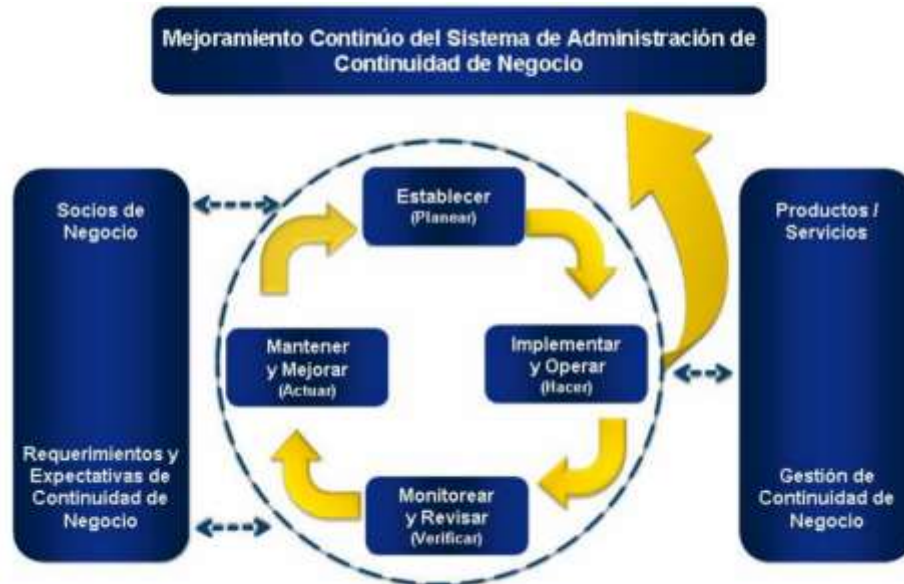 Mejoramiento Continúo del Sistema de Administración de
Continuidad de Negocio
Socios de
Negocio
Requerimientos y
Expectativas de
Continuidad de
Negocio
Establecer
(Planear)
Implementar
y Operar
(Hacer)
Monitorear
y Revisar
(Verificar)
Mantener
y Mejorar
(Actuar)
Productos /
Servicios
Gestión de
Continuidad de
Negocio